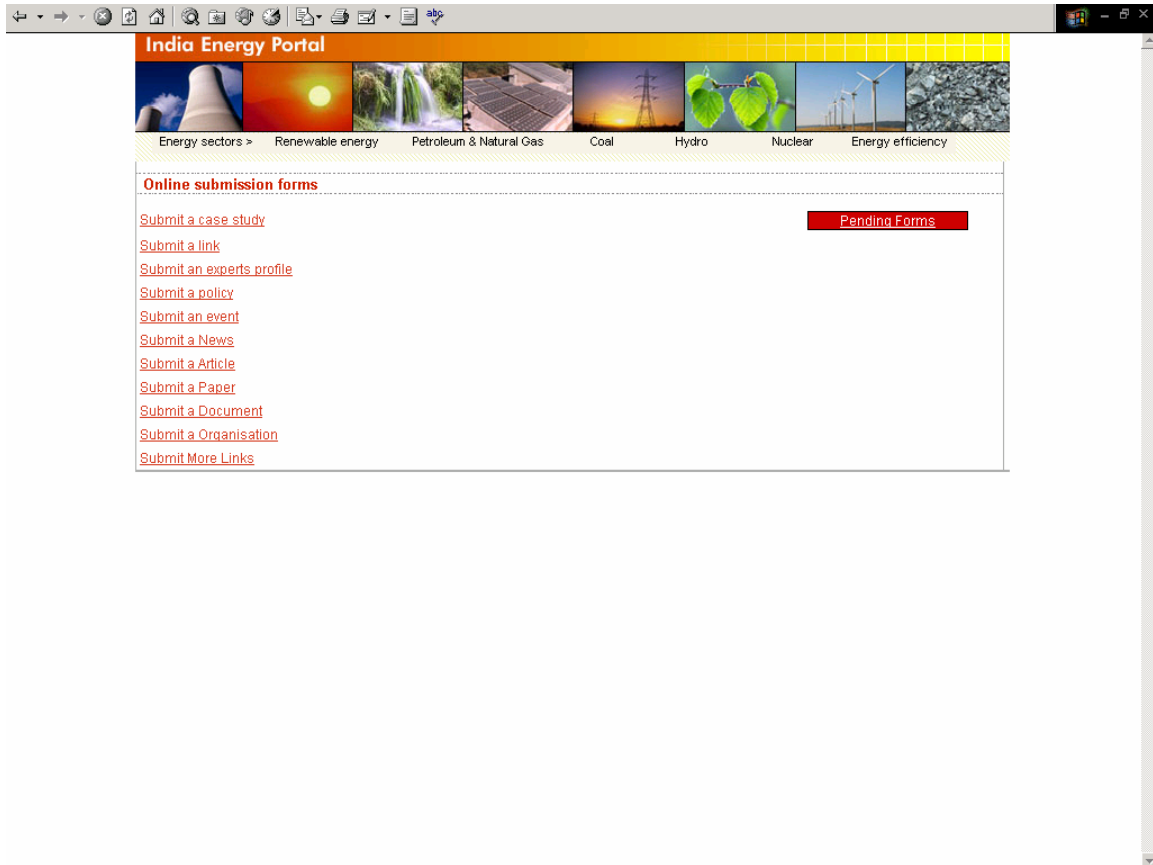 abc
India Energy Portal
Energy sectors > Renewable energy Petroleum & Natural Gas Coal Hydro Nuclear Energy efficiency
Online submission forms
Submit a case study Pending Forms
Submit a link
Submit an experts profile
Submit a policy
Submit an event
Submit a News
Submit a Article
Submit a Paper
Submit a Document
Submit a Organisation
Submit More Links